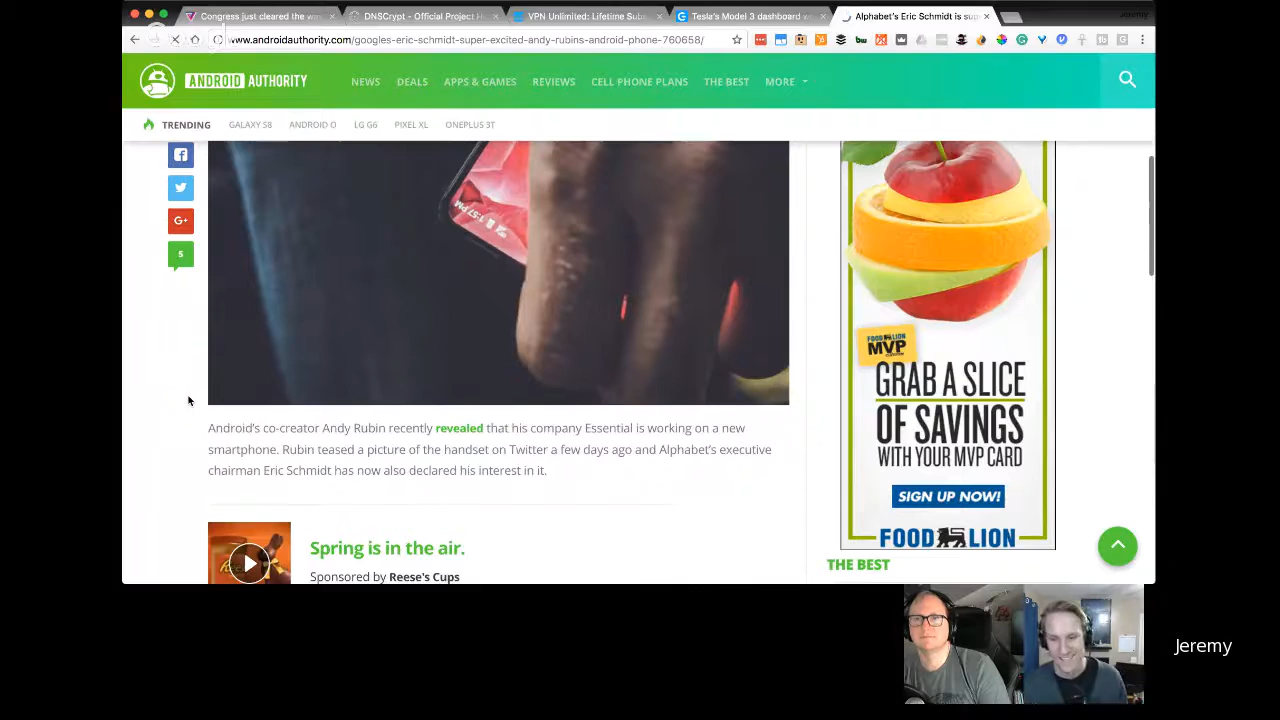 Congress just cleared the wa
DNSCrypt - Official Project H
VPN Unlimited: Lifetime Subs
Tesla's Model 3 dashboard w
Alphabet's Eric Schmidt is sup
Jeremy
www.androidauthority.com/googles-eric-schmidt-super-excited-andy-rubins-android-phone-760658/
ANDROID AUTHORITY
NEWS DEALS APPS & GAMES REVIEWS CELL PHONE PLANS THE BEST MORE
TRENDING GALAXY S8 ANDROID O LG G6 PIXEL XL ONEPLUS 3T
G+
5
1:57PM
Android's co-creator Andy Rubin recently revealed that his company Essential is working on a new
smartphone. Rubin teased a picture of the handset on Twitter a few days ago and Alphabet's executive
chairman Eric Schmidt has now also declared his interest in it.
Spring is in the air.
Sponsored by Reese's Cups
FOOD LION
MVP
GRAB A SLICE
OF SAVINGS
WITH YOUR MVP CARD
SIGN UP NOW!
FOOD LION
THE BEST
Jeremy